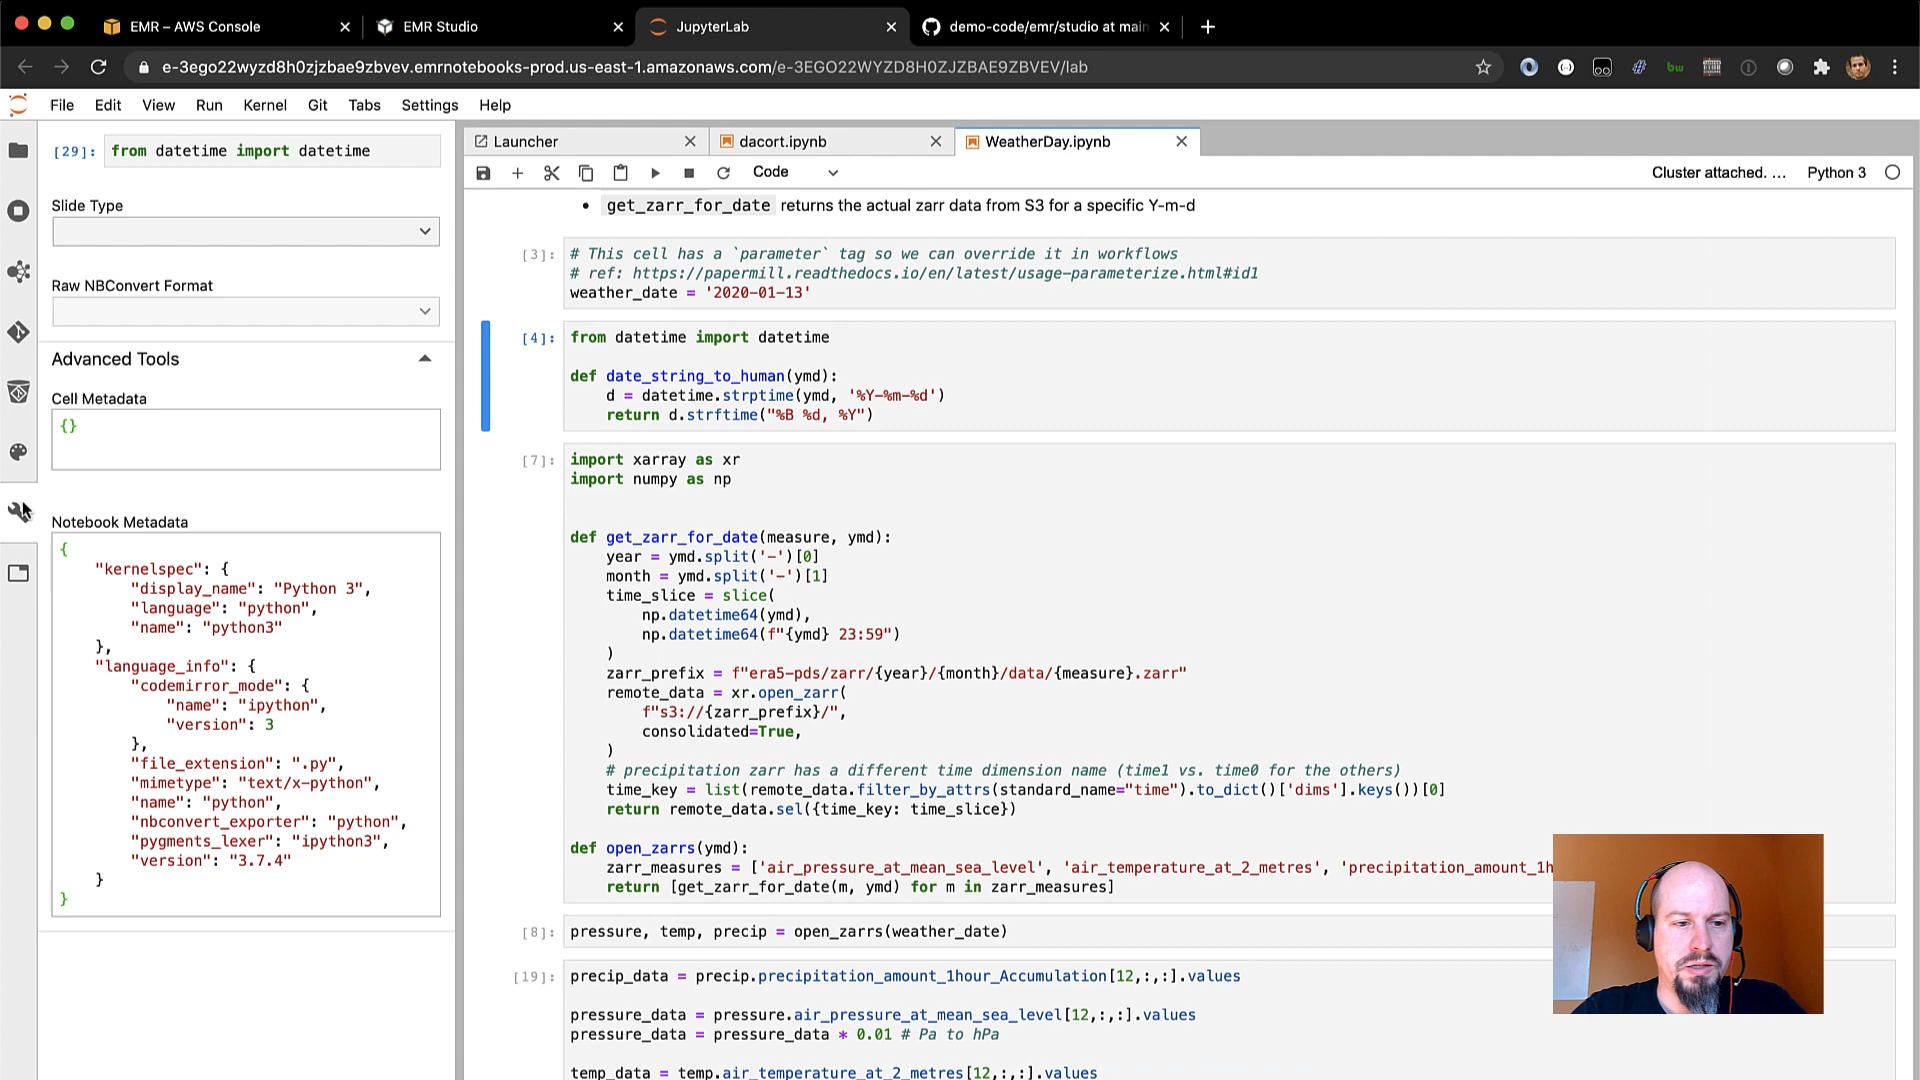 EMR – AWS Console
EMR Studio
JupyterLab
demo-code/emr/studio at main
e-3ego22wyzd8h0zjzbae9zbvev.emrnotebooks-prod.us-east-1.amazonaws.com/e-3EGO22WYZD8H0ZJZBAE9ZBVEV/lab
bw
File Edit View Run Kernel Git Tabs Settings Help
[29]: from datetime import datetime
Slide Type
Raw NBConvert Format
Advanced Tools
Cell Metadata
{}
Notebook Metadata
{
"kernelspec": {
"display_name": "Python 3",
"language": "python",
"name": "python3"
},
"language_info": {
"codemirror_mode": {
"name": "ipython",
"version": 3
},
"file_extension": ".py",
"mimetype": "text/x-python",
"name": "python",
"nbconvert_exporter": "python",
"pygments_lexer": "ipython3",
"version": "3.7.4"
}
}
Launcher
dacort.ipynb
WeatherDay.ipynb
Code
Cluster attached. ...
Python 3
• get_zarr_for_date returns the actual zarr data from S3 for a specific Y-m-d
[3]: # This cell has a `parameter` tag so we can override it in workflows
# ref: https://papermill.readthedocs.io/en/latest/usage-parameterize.html#id1
weather_date = '2020-01-13'
[4]: from datetime import datetime
def date_string_to_human(ymd):
d = datetime.strptime(ymd, '%Y-%m-%d')
return d.strftime("%B %d, %Y")
[7]: import xarray as xr
import numpy as np
def get_zarr_for_date(measure, ymd):
year = ymd.split('-')[0]
month = ymd.split('-')[1]
time_slice = slice(
np.datetime64(ymd),
np.datetime64(f"{ymd} 23:59")
)
zarr_prefix = f"era5-pds/zarr/{year}/{month}/data/{measure}.zarr"
remote_data = xr.open_zarr(
f"s3://{zarr_prefix}/",
consolidated=True,
)
# precipitation zarr has a different time dimension name (time1 vs. time0 for the others)
time_key = list(remote_data.filter_by_attrs(standard_name="time").to_dict()['dims'].keys())[0]
return remote_data.sel({time_key: time_slice})
def open_zarrs(ymd):
zarr_measures = ['air_pressure_at_mean_sea_level', 'air_temperature_at_2_metres', 'precipitation_amount_1h
return [get_zarr_for_date(m, ymd) for m in zarr_measures]
[8]: pressure, temp, precip = open_zarrs(weather_date)
[19]: precip_data = precip.precipitation_amount_1hour_Accumulation[12,:,:].values
pressure_data = pressure.air_pressure_at_mean_sea_level[12,:,:].values
pressure_data = pressure_data * 0.01 # Pa to hPa
temp_data = temp.air_temperature_at_2_metres[12,:,:].values